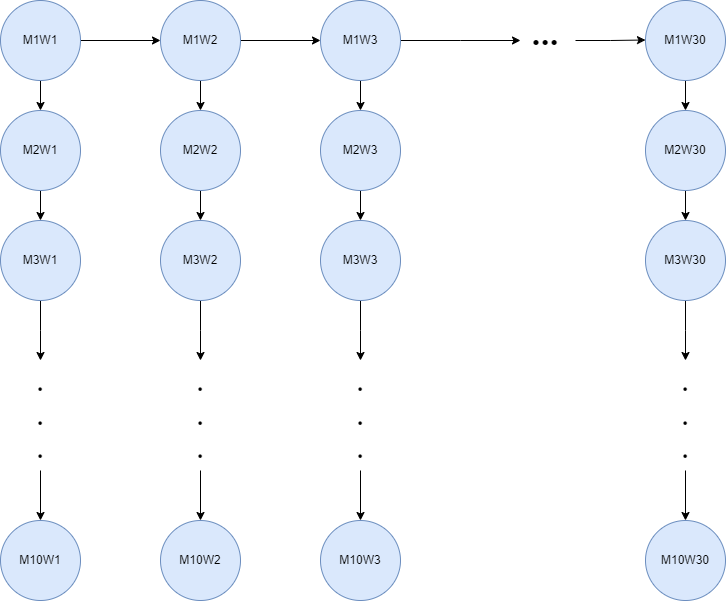 M1W1 M1W2 M1W3 ... M1W30
M2W1 M2W2 M2W3 M2W30
M3W1 M3W2 M3W3 M3W30
. . . .
. . . .
. . . .
M10W1 M10W2 M10W3 M10W30